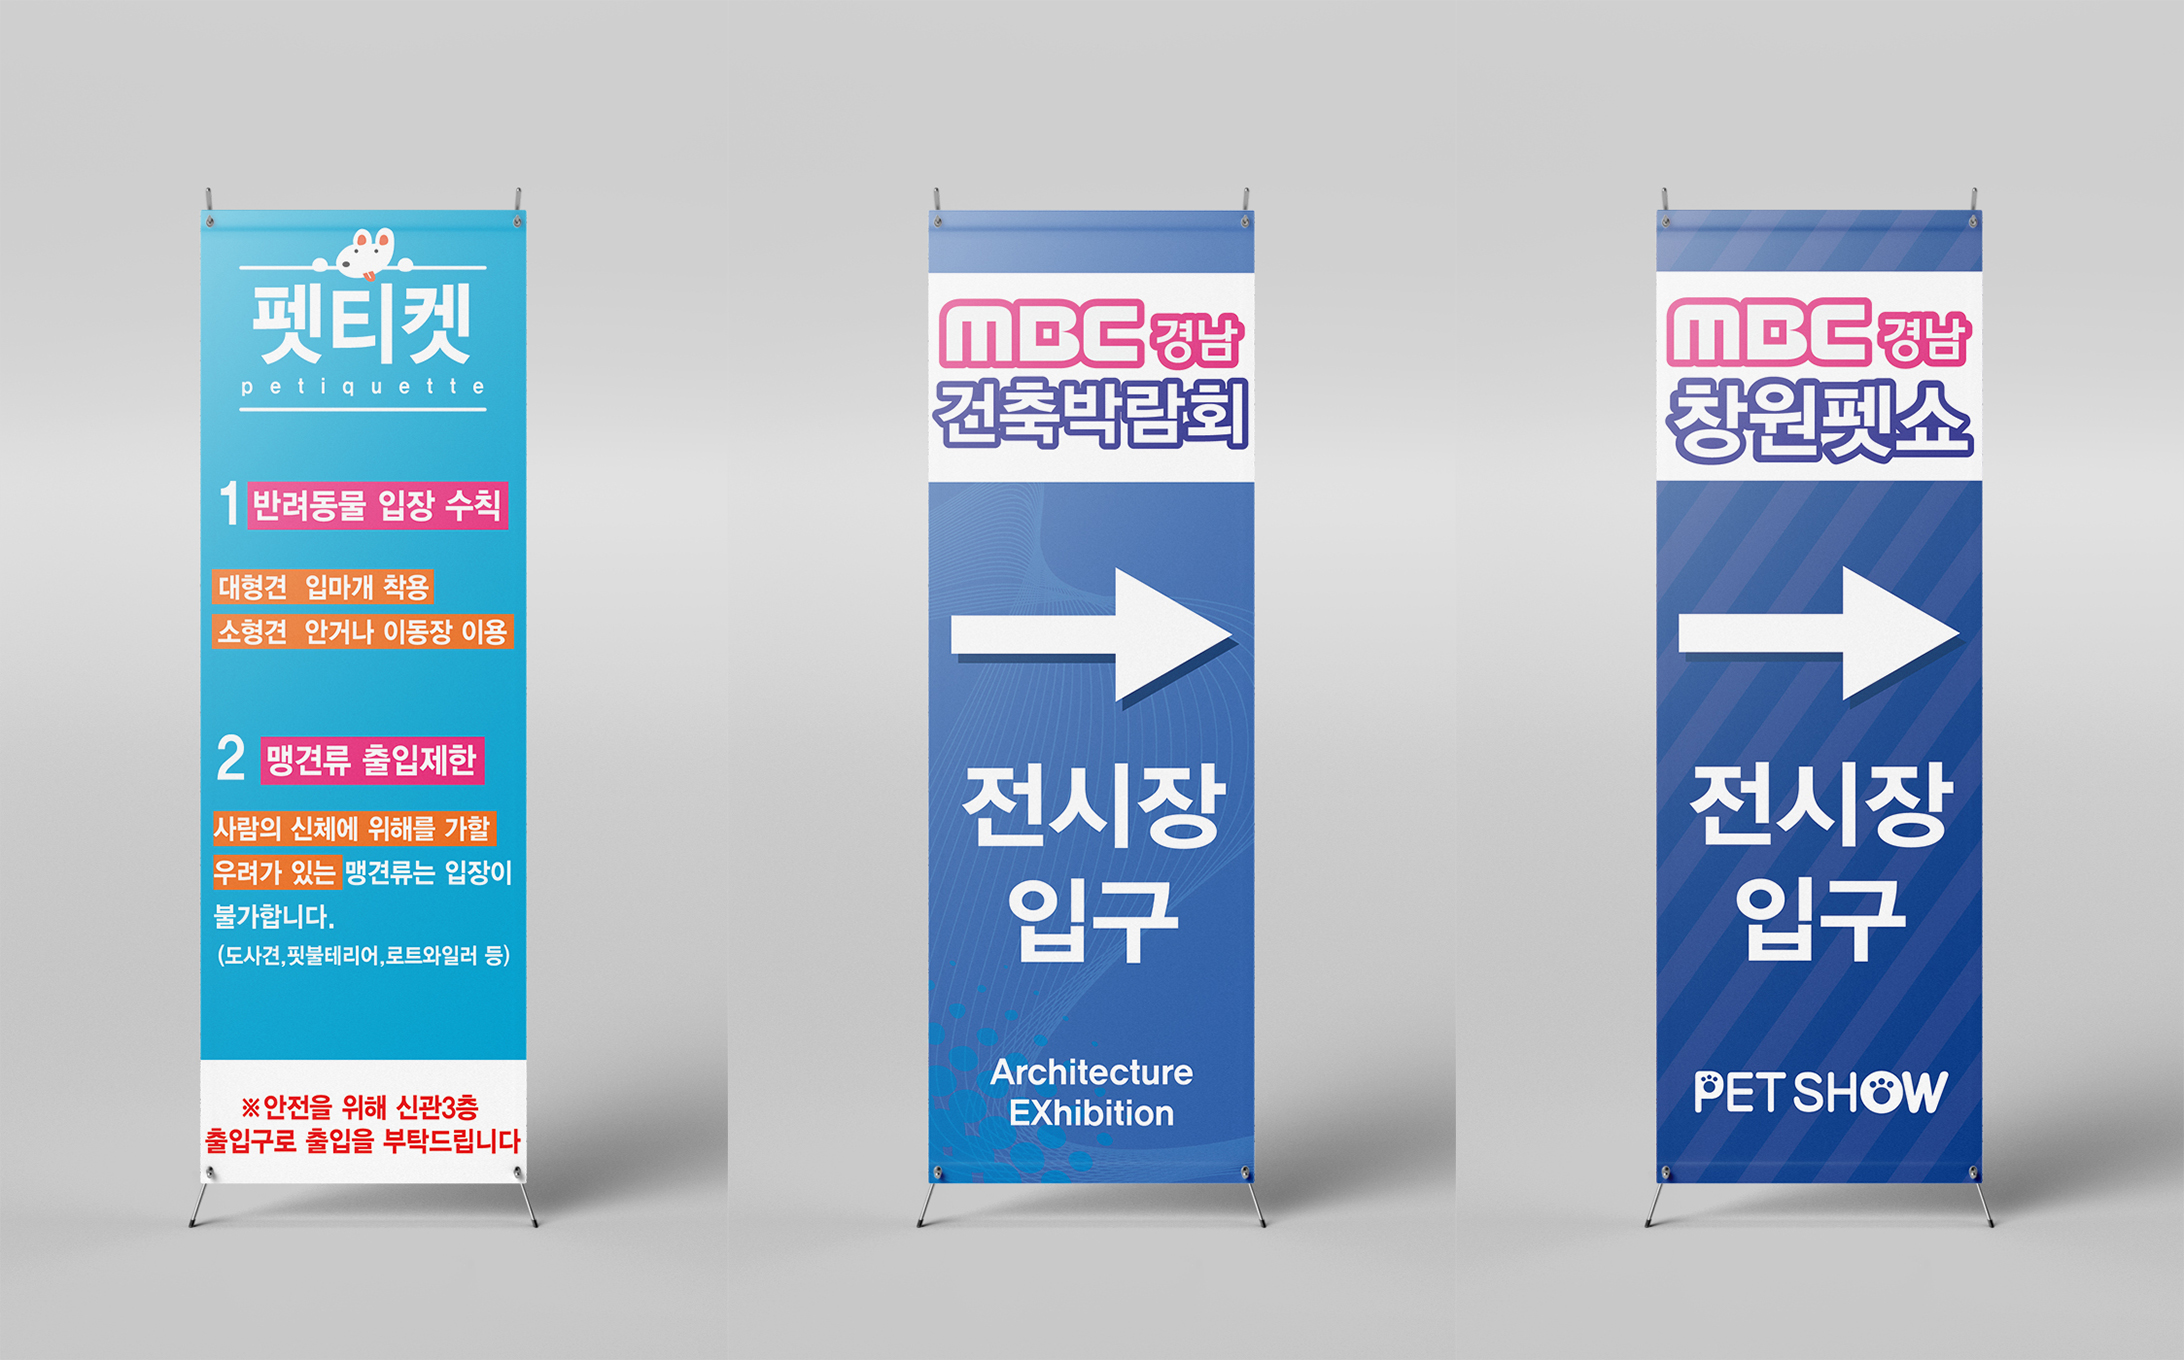 펫티켓
petiquette
1 반려동물 입장 수칙
대형견 입마개 착용
소형견 안거나 이동장 이용
2 맹견류 출입제한
사람의 신체에 위해를 가할
우려가 있는 맹견류는 입장이
불가합니다.
(도사견,핏불테리어,로트와일러 등)
※안전을 위해 신관3층
출입구로 출입을 부탁드립니다
MBC 경남
건축박람회
전시장
입구
Architecture
EXhibition
MBC 경남
창원펫쇼
전시장
입구
PET SHOW